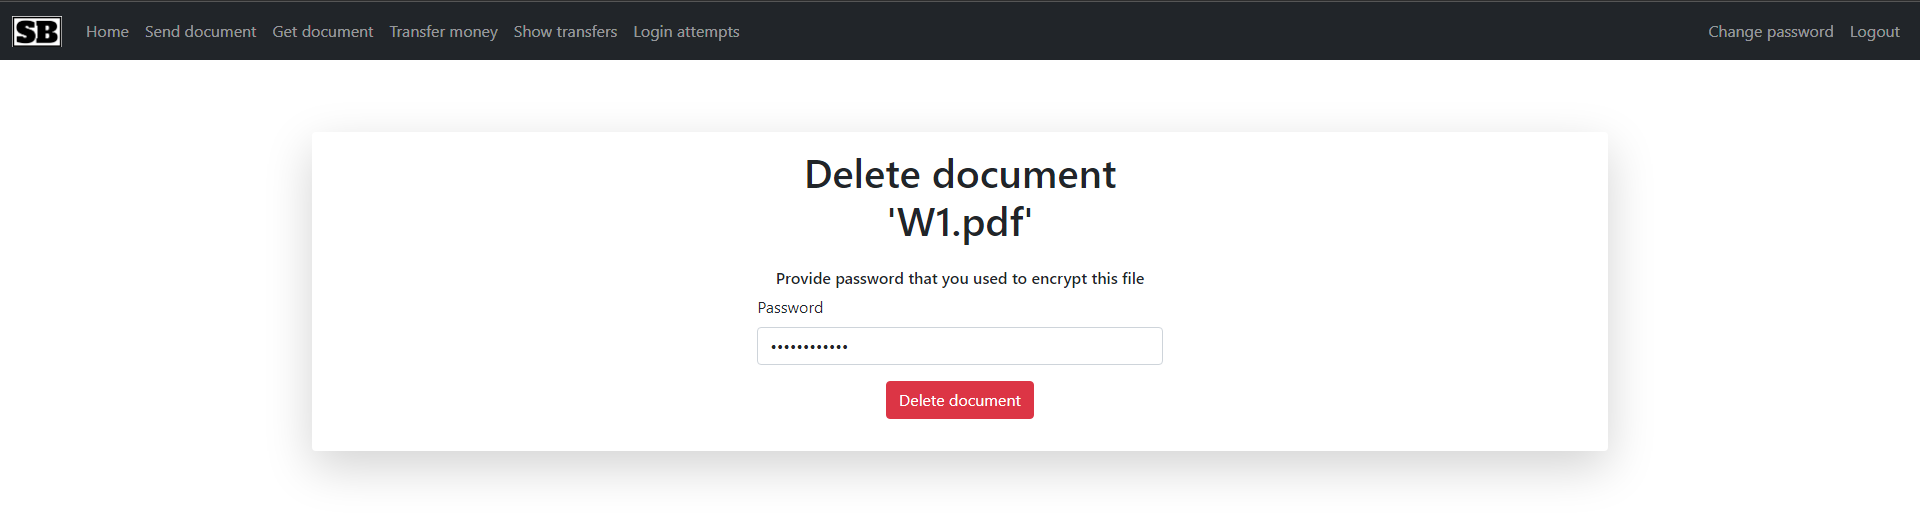 SB Home Send document Get document Transfer money Show transfers Login attempts Change password Logout
Delete document
'W1.pdf'
Provide password that you used to encrypt this file
Password
••••••••••••
Delete document